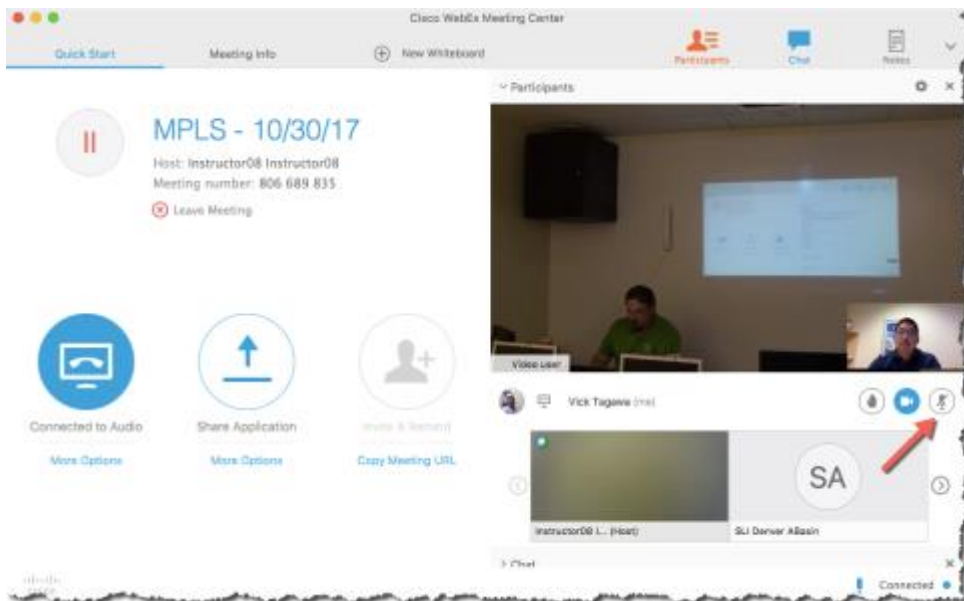 Cisco WebEx Meeting Center
Quick Start
Meeting Info
New Whiteboard
Participants
Chat
Notes
Participants
MPLS - 10/30/17
Host: Instructor08 Instructor08
Meeting number: 806 689 835
Leave Meeting
Video user
Vick Tagawa (me)
Connected to Audio
Share Application
Invite & Remind
More Options
More Options
Copy Meeting URL
SA
Instructor08 I... (Host)
SLI Denver ABasin
Chat
Connected